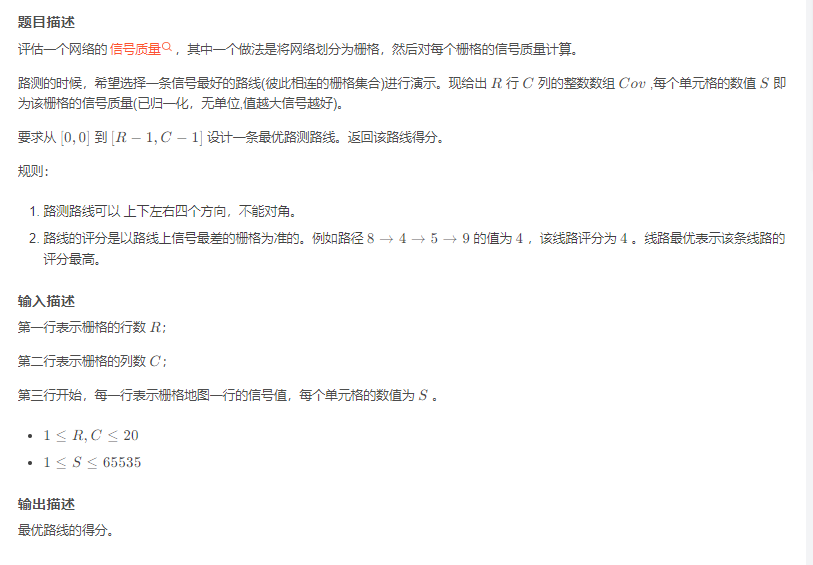 题目描述
评估一个网络的 信号质量，其中一个做法是将网络划分为栅格，然后对每个栅格的信号质量计算。
路测的时候，希望选择一条信号最好的路线(彼此相连的栅格集合)进行演示。现给出 R 行 C 列的整数数组 Cov ,每个单元格的数值 S 即
为该栅格的信号质量(已归一化，无单位,值越大信号越好)。
要求从 [0, 0] 到 [R − 1, C − 1] 设计一条最优路测路线。返回该路线得分。
规则：
1. 路测路线可以 上下左右四个方向，不能对角。
2. 路线的评分是以路线上信号最差的栅格为准的。例如路径 8 → 4 → 5 → 9 的值为 4 ，该线路评分为 4 。线路最优表示该条线路的
评分最高。
输入描述
第一行表示栅格的行数 R；
第二行表示栅格的列数 C；
第三行开始，每一行表示栅格地图一行的信号值，每个单元格的数值为 S 。
• 1 ≤ R, C ≤ 20
• 1 ≤ S ≤ 65535
输出描述
最优路线的得分。